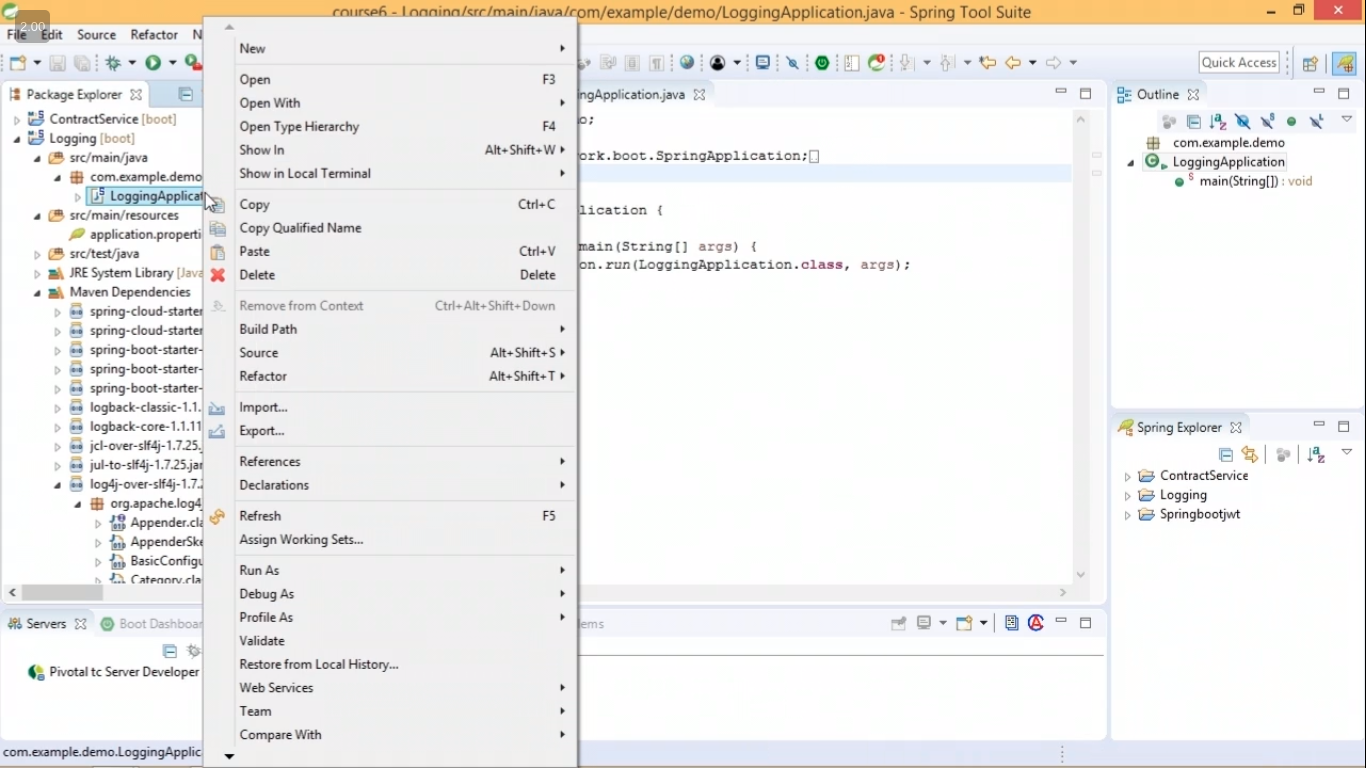 course6 - Logging/src/main/java/com/example/demo/LoggingApplication.java - Spring Tool Suite
2.00
File Edit Source Refactor N
Quick Access
Package Explorer
ContractService [boot]
Logging [boot]
src/main/java
com.example.demo
LoggingApplicat
src/main/resources
application.properti
src/test/java
JRE System Library [Java
Maven Dependencies
spring-cloud-starter
spring-cloud-starter
spring-boot-starter-
spring-boot-starter-
spring-boot-starter-
logback-classic-1.1.
logback-core-1.1.11
jcl-over-slf4j-1.7.25.
jul-to-slf4j-1.7.25.jar
log4j-over-slf4j-1.7.2
org.apache.log4j
Appender.cla
AppenderSke
BasicConfigu
Category.clas
New
Open F3
Open With
Open Type Hierarchy F4
Show In Alt+Shift+W
Show in Local Terminal
Copy Ctrl+C
Copy Qualified Name
Paste Ctrl+V
Delete Delete
Remove from Context Ctrl+Alt+Shift+Down
Build Path
Source Alt+Shift+S
Refactor Alt+Shift+T
Import...
Export...
References
Declarations
Refresh F5
Assign Working Sets...
Run As
Debug As
Profile As
Validate
Restore from Local History...
Web Services
Team
Compare With
ngApplication.java
o;
ork.boot.SpringApplication;
lication {
main(String[] args) {
on.run(LoggingApplication.class, args);
Outline
com.example.demo
LoggingApplication
main(String[]) : void
Spring Explorer
ContractService
Logging
Springbootjwt
Servers
Boot Dashboar
ems
Pivotal tc Server Developer
com.example.demo.LoggingApplic